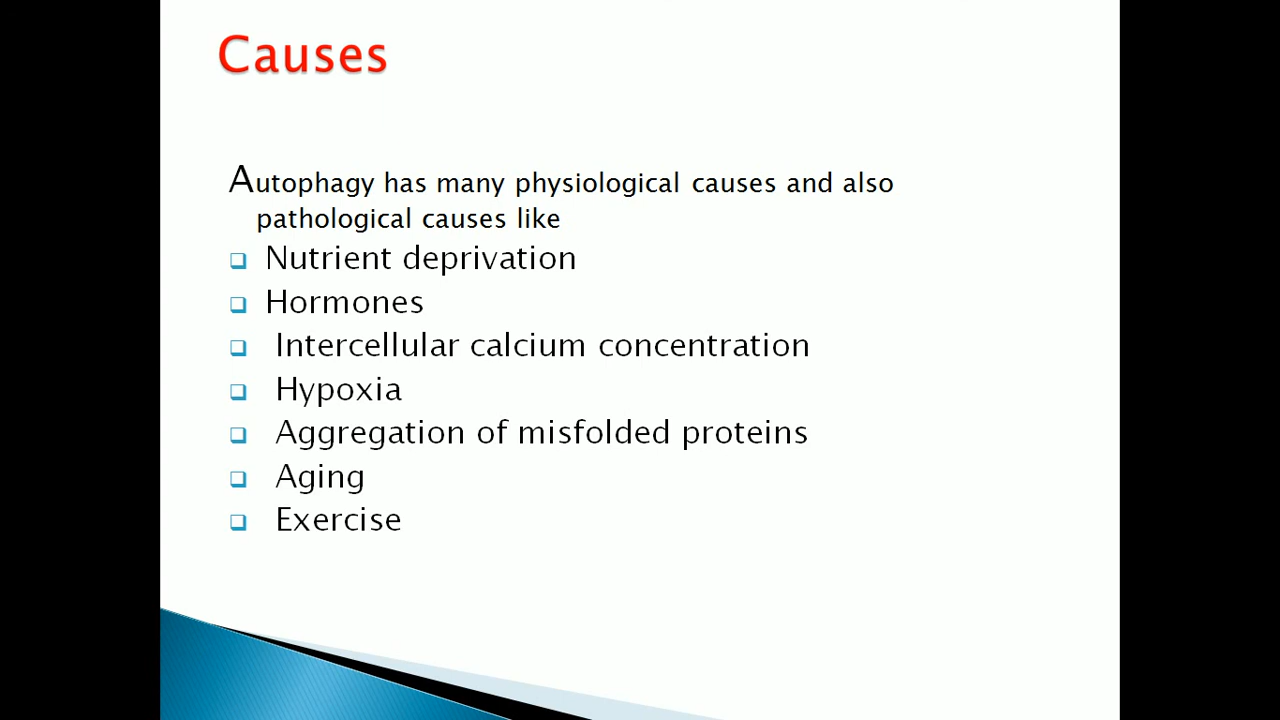 Causes
Autophagy has many physiological causes and also
pathological causes like
Nutrient deprivation
Hormones
Intercellular calcium concentration
Hypoxia
Aggregation of misfolded proteins
Aging
Exercise